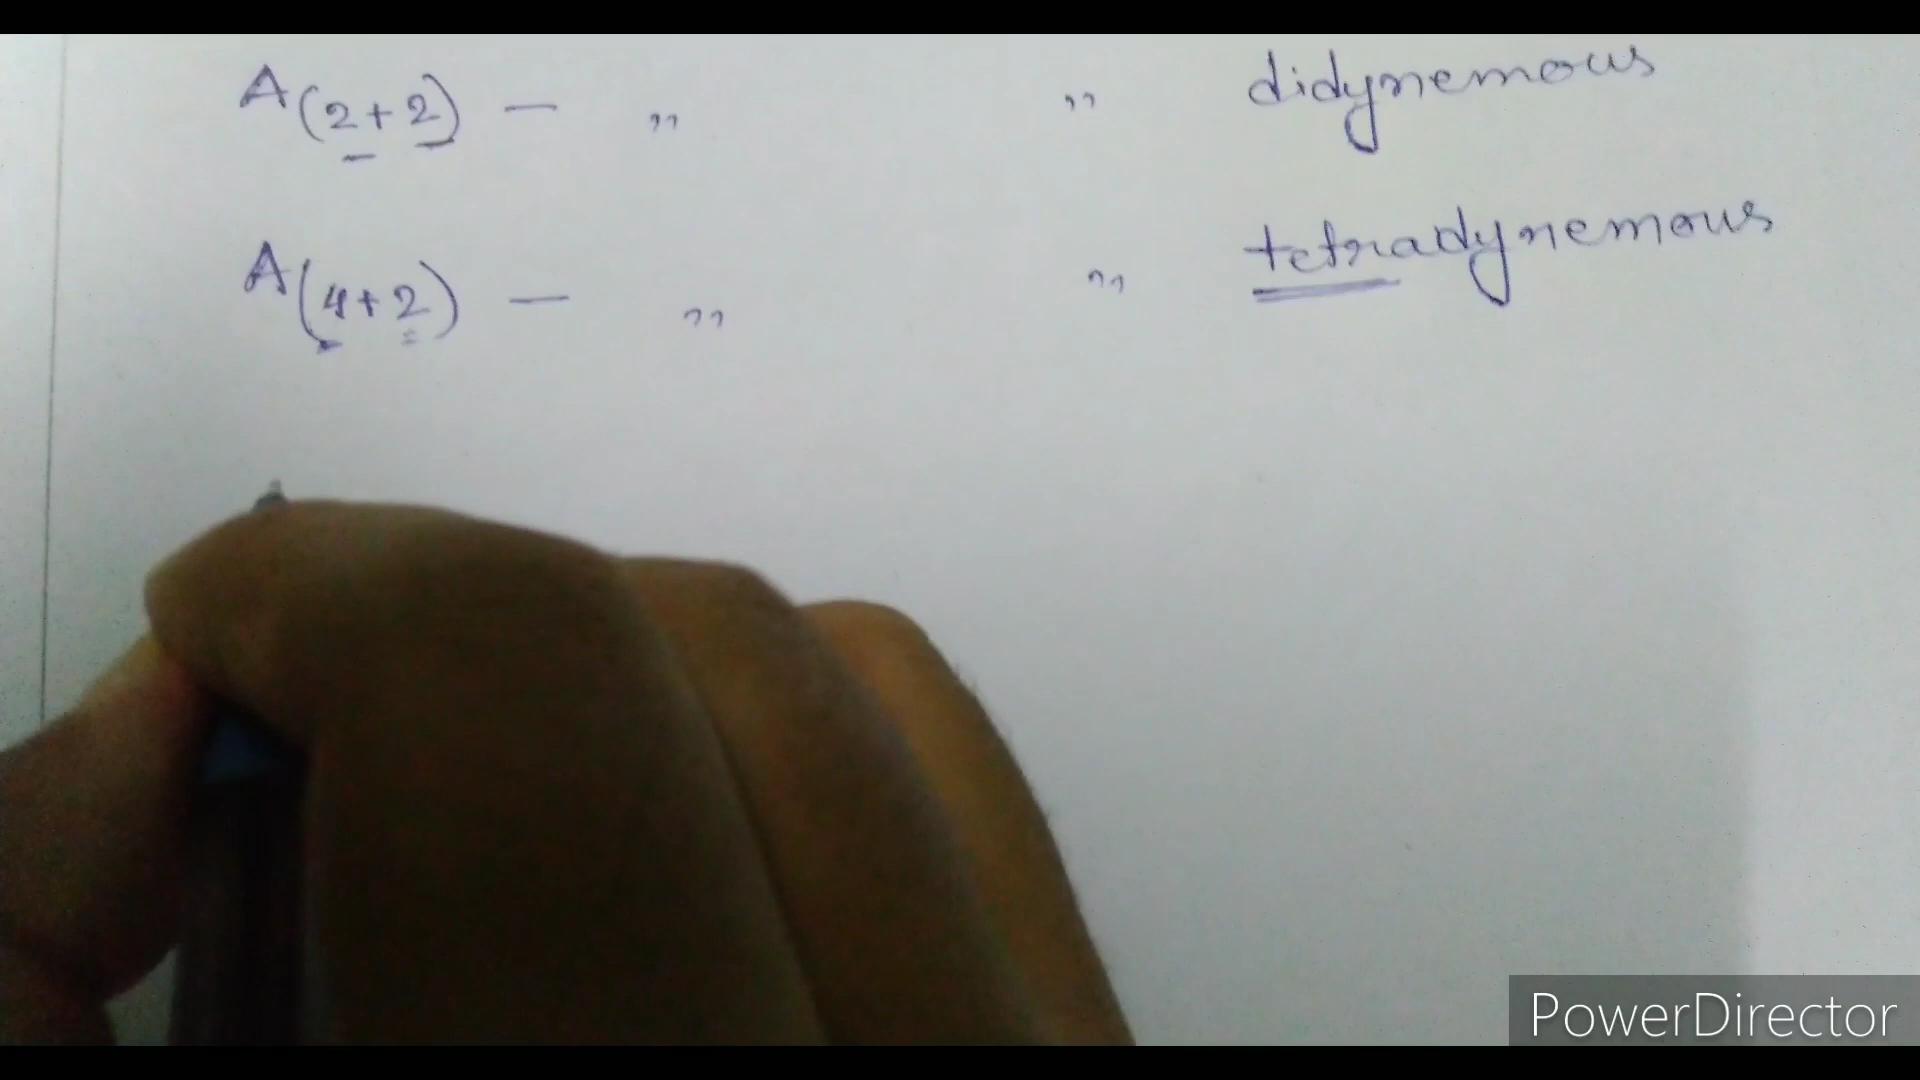 A(2+2) — ,, ,, didynemous
A(4+2) — ,, ,, tetradynemous
PowerDirector